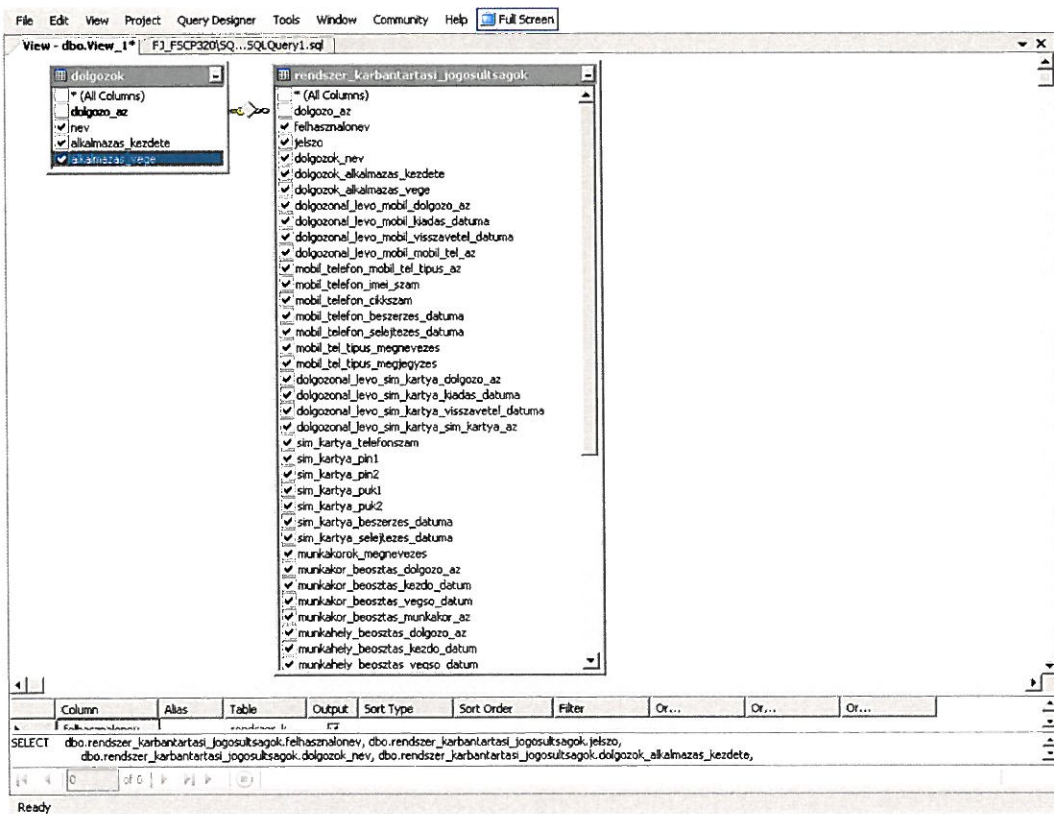 File Edit View Project Query Designer Tools Window Community Help Full Screen
View - dbo.View_1* FJ_FSCP320\SQ...SQLQuery1.sql
dolgozok
* (All Columns)
dolgozo_az
nev
alkalmazas_kezdete
alkalmazas_vege
rendszer_karbantartasi_jogosultsagok
* (All Columns)
dolgozo_az
felhasznalonev
jelszo
dolgozok_nev
dolgozok_alkalmazas_kezdete
dolgozok_alkalmazas_vege
dolgozonal_levo_mobil_dolgozo_az
dolgozonal_levo_mobil_kiadas_datuma
dolgozonal_levo_mobil_visszavetel_datuma
dolgozonal_levo_mobil_mobil_tel_az
mobil_telefon_mobil_tel_tipus_az
mobil_telefon_imei_szam
mobil_telefon_cikkszam
mobil_telefon_beszerzes_datuma
mobil_telefon_selejtezes_datuma
mobil_tel_tipus_megnevezes
mobil_tel_tipus_megjegyzes
dolgozonal_levo_sim_kartya_dolgozo_az
dolgozonal_levo_sim_kartya_kiadas_datuma
dolgozonal_levo_sim_kartya_visszavetel_datuma
dolgozonal_levo_sim_kartya_sim_kartya_az
sim_kartya_telefonszam
sim_kartya_pin1
sim_kartya_pin2
sim_kartya_puk1
sim_kartya_puk2
sim_kartya_beszerzes_datuma
sim_kartya_selejtezes_datuma
munkakorok_megnevezes
munkakor_beosztas_dolgozo_az
munkakor_beosztas_kezdo_datum
munkakor_beosztas_vegso_datum
munkakor_beosztas_munkakor_az
munkahely_beosztas_dolgozo_az
munkahely_beosztas_kezdo_datum
munkahely_beosztas_vegso_datum
Column Alias Table Output Sort Type Sort Order Filter Or... Or... Or...
SELECT dbo.rendszer_karbantartasi_jogosultsagok.felhasznalonev, dbo.rendszer_karbantartasi_jogosultsagok.jelszo,
dbo.rendszer_karbantartasi_jogosultsagok.dolgozok_nev, dbo.rendszer_karbantartasi_jogosultsagok.dolgozok_alkalmazas_kezdete,
0 of 0
Ready